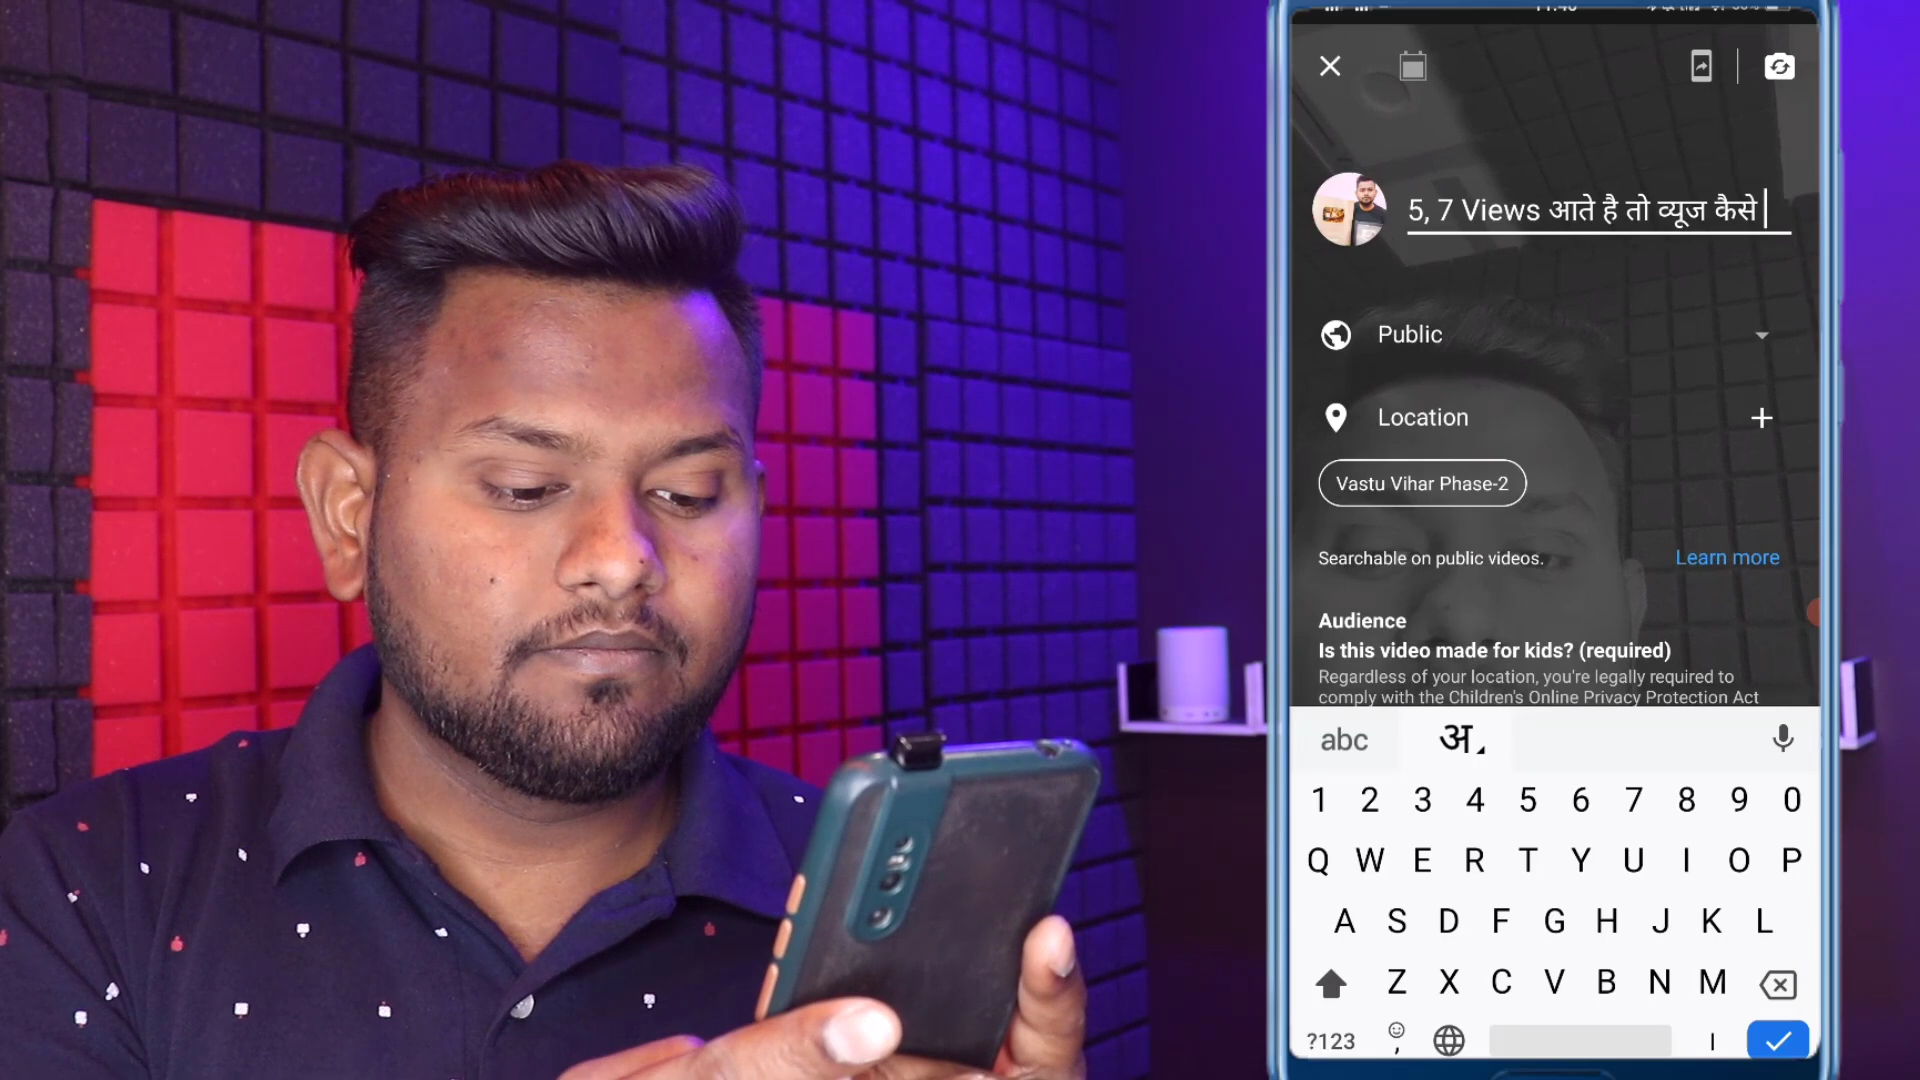 5, 7 Views आते है तो व्यूज कैसे
Public
Location
Vastu Vihar Phase-2
Searchable on public videos.
Learn more
Audience
Is this video made for kids? (required)
Regardless of your location, you're legally required to
comply with the Children's Online Privacy Protection Act
abc अ
1 2 3 4 5 6 7 8 9 0
Q W E R T Y U I O P
A S D F G H J K L
Z X C V B N M
?123 , ।